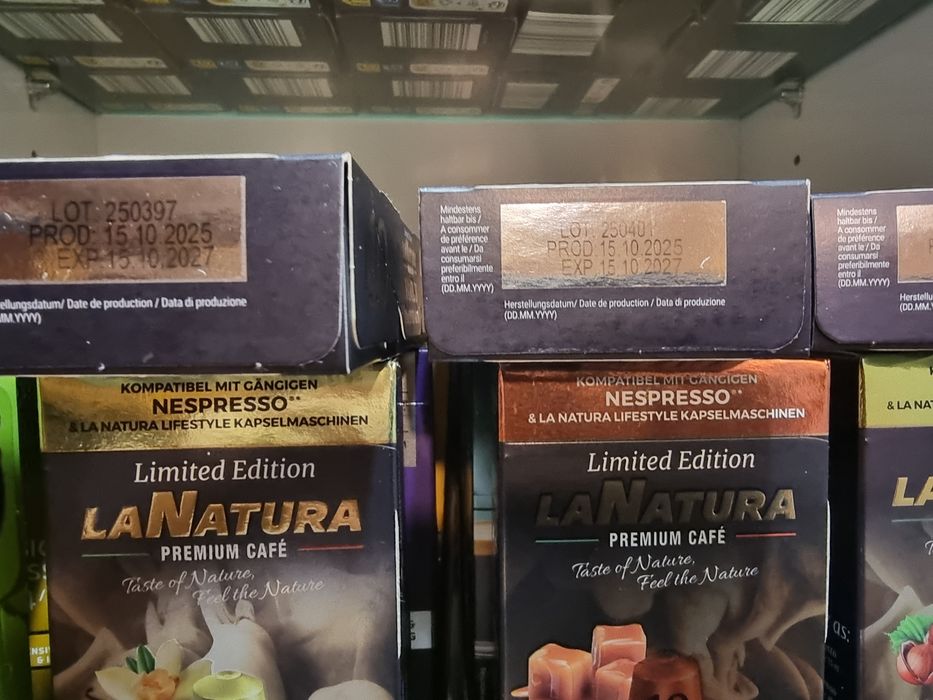 LOT: 250397
PROD: 15.10.2025
EXP 15.10.2027
Herstellungsdatum/ Date de production / Data di produzione
Mindestens
haltbar bis /
A consommer
de préférence
avant le / Da
consumarsi
preferibilmente
entro il
(DD.MM.YYYY)
LOT: 250401
PROD 15.10.2025
EXP 15.10.2027
Herstellungsdatum/ Date de production / Data di produzione
(DD.MM.YYYY)
Mindestens
haltbar bis /
A consommer
de préférence
avant le / Da
consumarsi
preferibilmente
entro il
(DD.MM.YYYY)
KOMPATIBEL MIT GÄNGIGEN
NESPRESSO**
& LA NATURA LIFESTYLE KAPSELMASCHINEN
Limited Edition
LANATURA
PREMIUM CAFÉ
Taste of Nature,
Feel the Nature
KOMPATIBEL MIT GÄNGIGEN
NESPRESSO**
& LA NATURA LIFESTYLE KAPSELMASCHINEN
Limited Edition
LANATURA
PREMIUM CAFÉ
Taste of Nature,
Feel the Nature
10